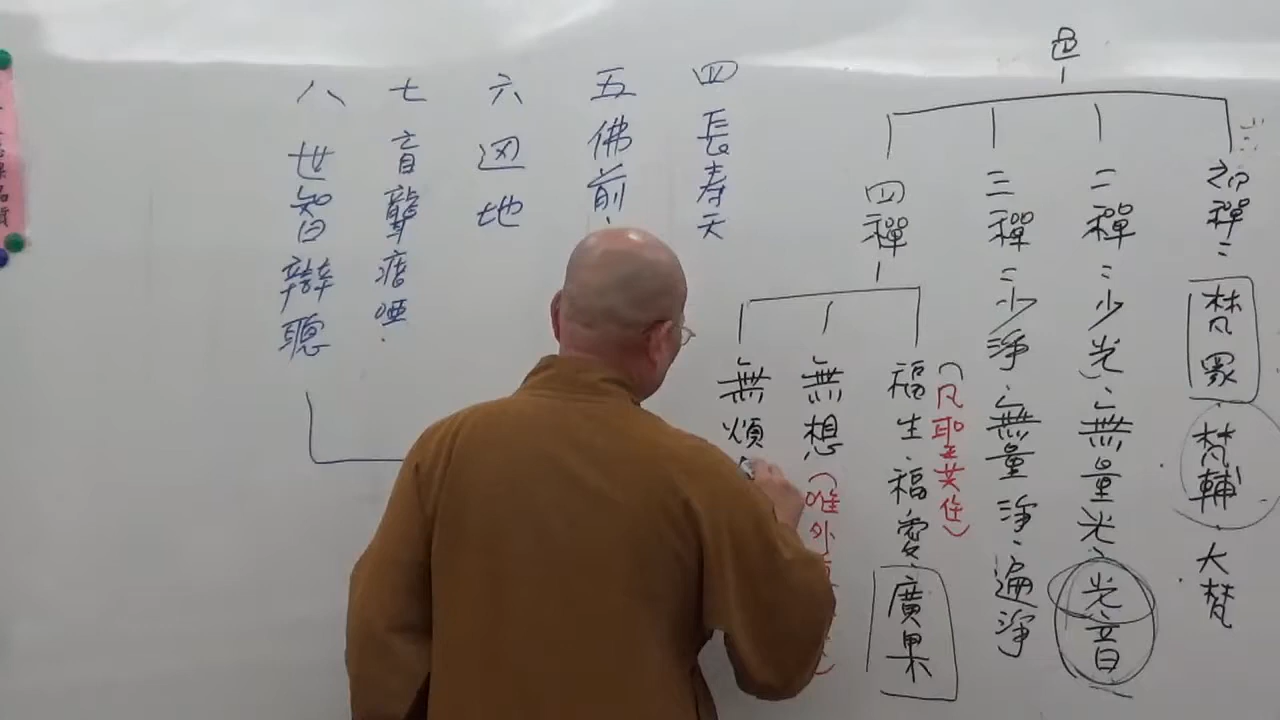 色
初禪:梵眾、梵輔、大梵
二禪:少光、無量光、光音
三禪:少淨、無量淨、遍淨
四禪
(凡聖共住)
福生、福愛、廣果
無想
(唯外
無煩
四 長壽天
五 佛前
六 边地
七 盲聾瘖啞
八 世智辯聰